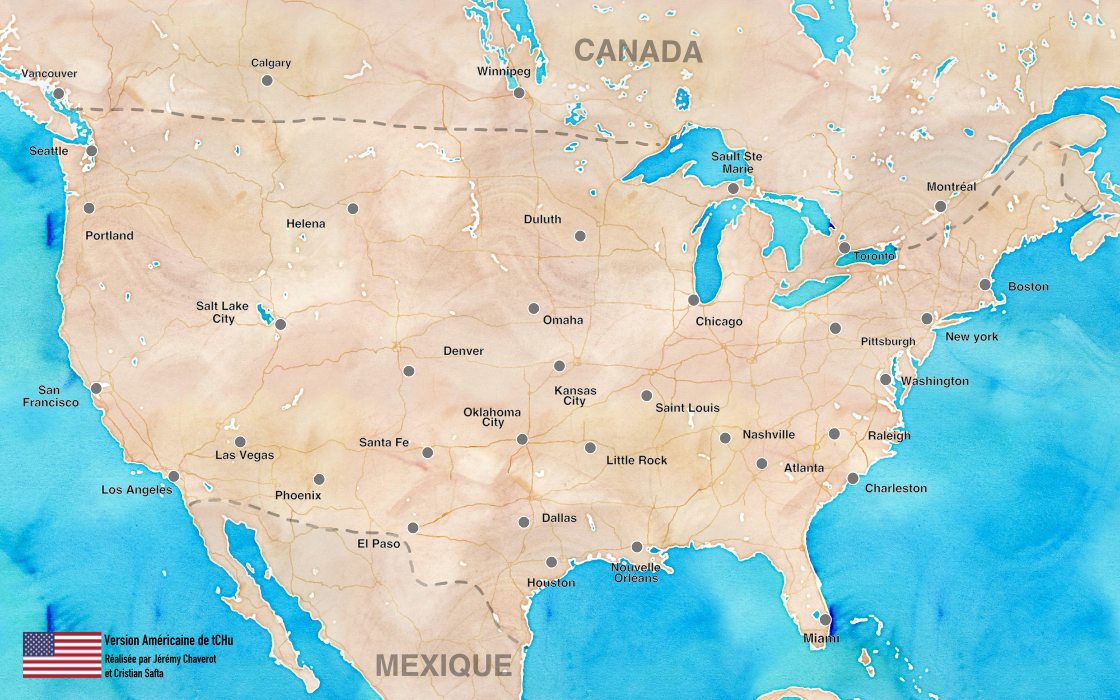 CANADA
Calgary
Winnipeg
Vancouver
Seattle
Sault Ste
Marie
Montréal
Helena
Duluth
Portland
Toronto
Boston
Salt Lake
City
Omaha
Chicago
New york
Pittsburgh
Denver
Washington
San
Francisco
Kansas
City
Saint Louis
Oklahoma
City
Santa Fe
Nashville
Raleigh
Las Vegas
Little Rock
Atlanta
Los Angeles
Phoenix
Charleston
Dallas
El Paso
Nouvelle
Orléans
Houston
Miami
MEXIQUE
Version Américaine de tCHu
Réalisée par Jérémy Chaverot
et Cristian Safta